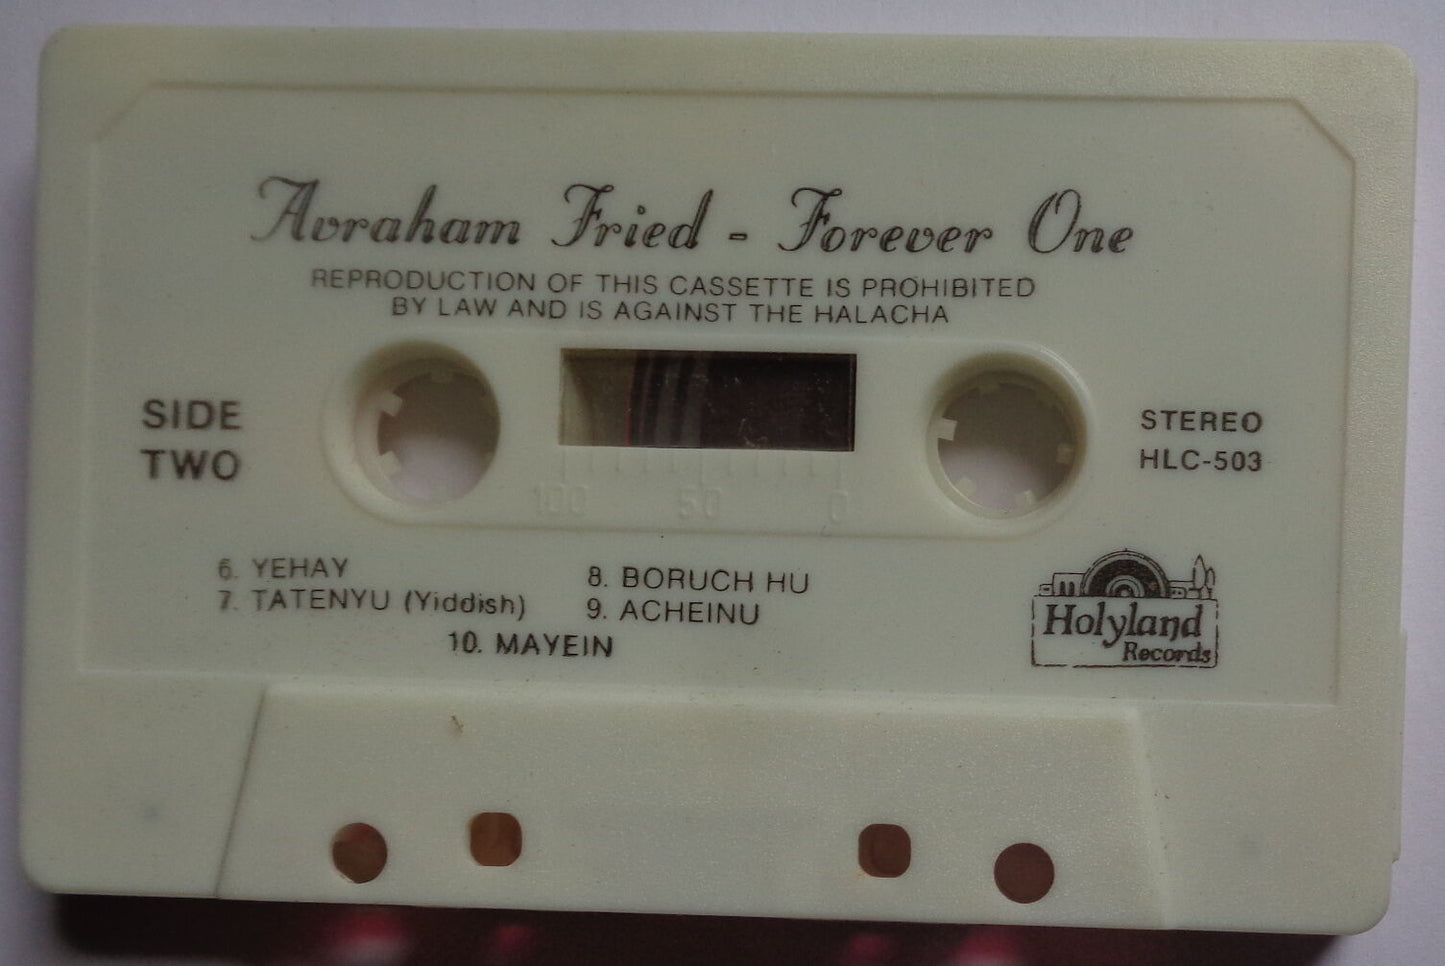 Avraham Fried - Forever One
REPRODUCTION OF THIS CASSETTE IS PROHIBITED
BY LAW AND IS AGAINST THE HALACHA
SIDE
TWO
STEREO
HLC-503
100 50 0
6. YEHAY
7. TATENYU (Yiddish)
8. BORUCH HU
9. ACHEINU
10. MAYEIN
Holyland
Records